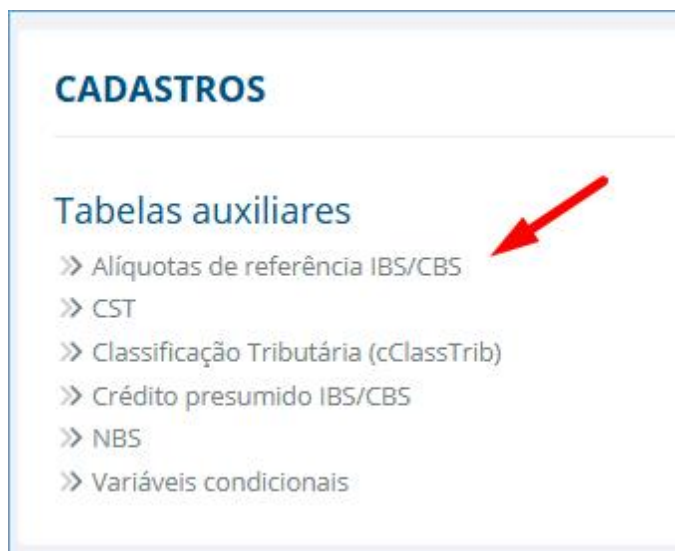 CADASTROS
Tabelas auxiliares
Alíquotas de referência IBS/CBS
CST
Classificação Tributária (cClassTrib)
Crédito presumido IBS/CBS
NBS
Variáveis condicionais